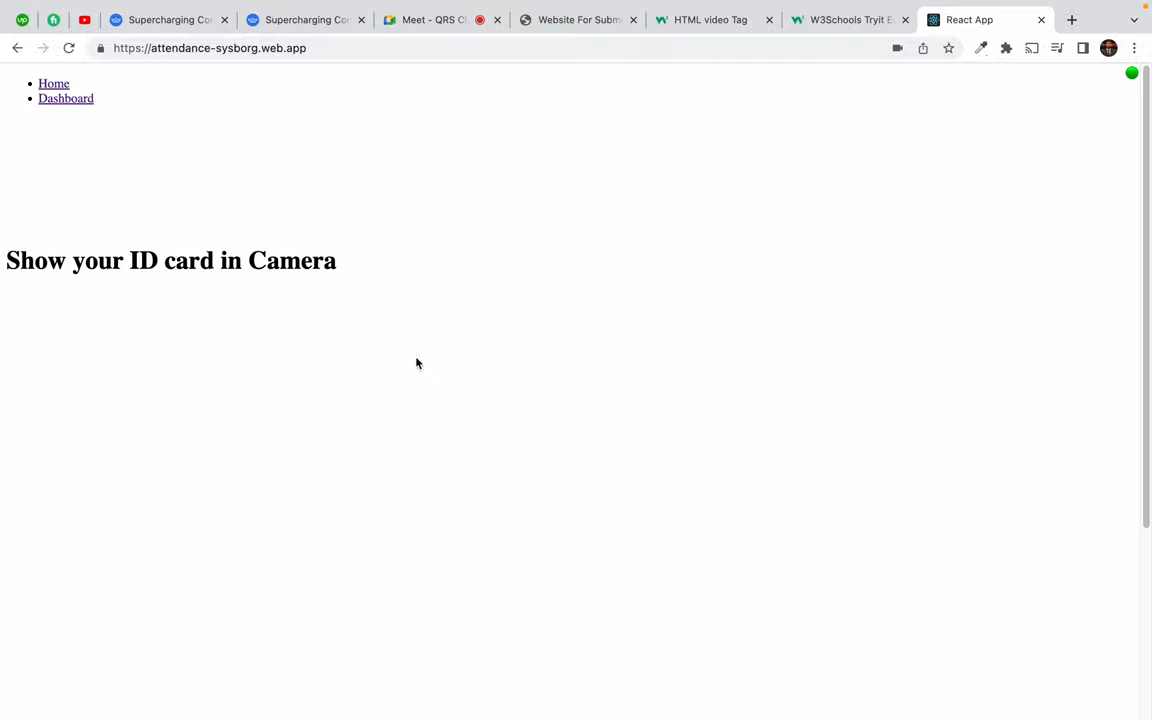 Supercharging Co
Supercharging Co
Meet - QRS C
Website For Subm
HTML video Tag
W3Schools Tryit E
React App
https://attendance-sysborg.web.app
Home
Dashboard
Show your ID card in Camera